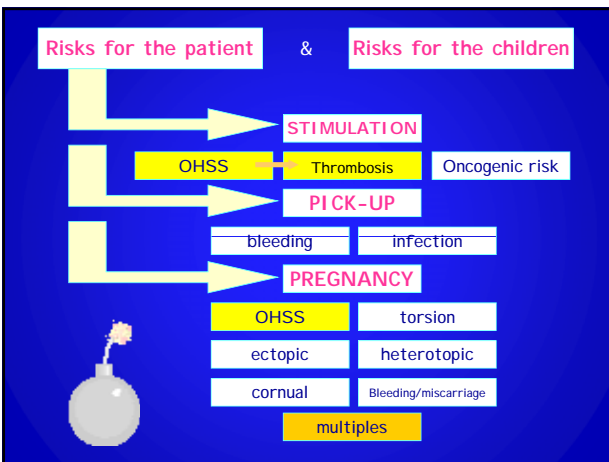 Risks for the patient & Risks for the children
STIMULATION
OHSS Thrombosis Oncogenic risk
PICK-UP
bleeding infection
PREGNANCY
OHSS torsion
ectopic heterotopic
cornual Bleeding/miscarriage
multiples